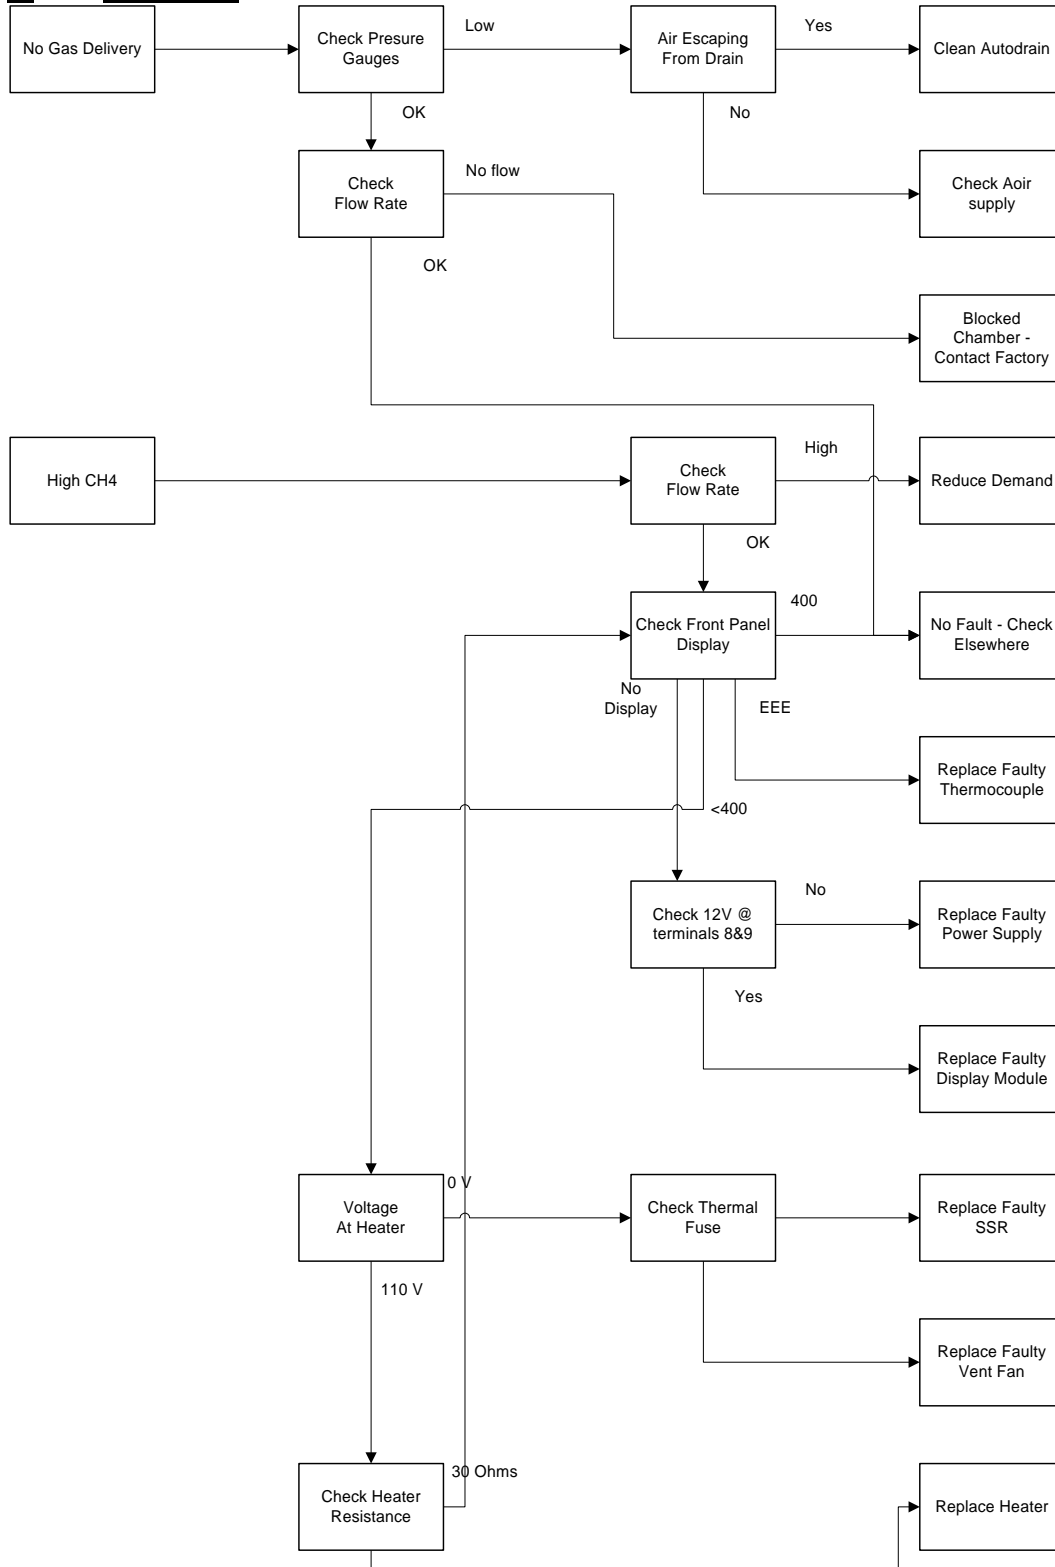 No Gas Delivery
Check Presure
Gauges
Low
Air Escaping
From Drain
Yes
Clean Autodrain
OK
No
Check
Flow Rate
No flow
Check Aoir
supply
OK
Blocked
Chamber -
Contact Factory
High CH4
Check
Flow Rate
High
Reduce Demand
OK
Check Front Panel
Display
400
No Fault - Check
Elsewhere
No
Display
EEE
Replace Faulty
Thermocouple
<400
Check 12V @
terminals 8&9
No
Replace Faulty
Power Supply
Yes
Replace Faulty
Display Module
Voltage
At Heater
0 V
Check Thermal
Fuse
Replace Faulty
SSR
110 V
Replace Faulty
Vent Fan
Check Heater
Resistance
30 Ohms
Replace Heater